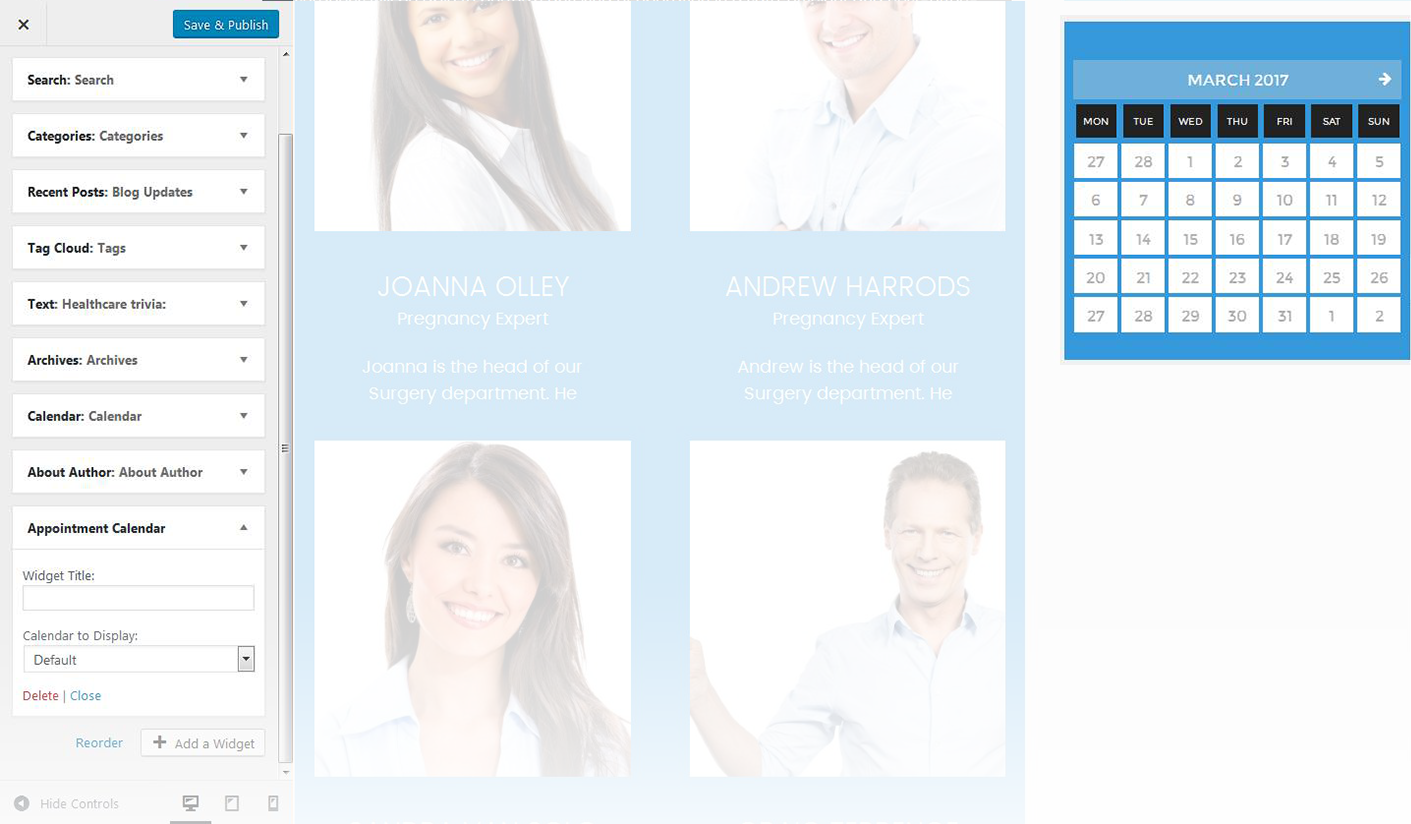 Save & Publish
Search: Search
Categories: Categories
Recent Posts: Blog Updates
Tag Cloud: Tags
Text: Healthcare trivia:
Archives: Archives
Calendar: Calendar
About Author: About Author
Appointment Calendar
Widget Title:
Calendar to Display:
Default
Delete | Close
Reorder
Add a Widget
Hide Controls
JOANNA OLLEY
Pregnancy Expert
Joanna is the head of our
Surgery department. He
ANDREW HARRODS
Pregnancy Expert
Andrew is the head of our
Surgery department. He
MARCH 2017
MON TUE WED THU FRI SAT SUN
27 28 1 2 3 4 5
6 7 8 9 10 11 12
13 14 15 16 17 18 19
20 21 22 23 24 25 26
27 28 29 30 31 1 2